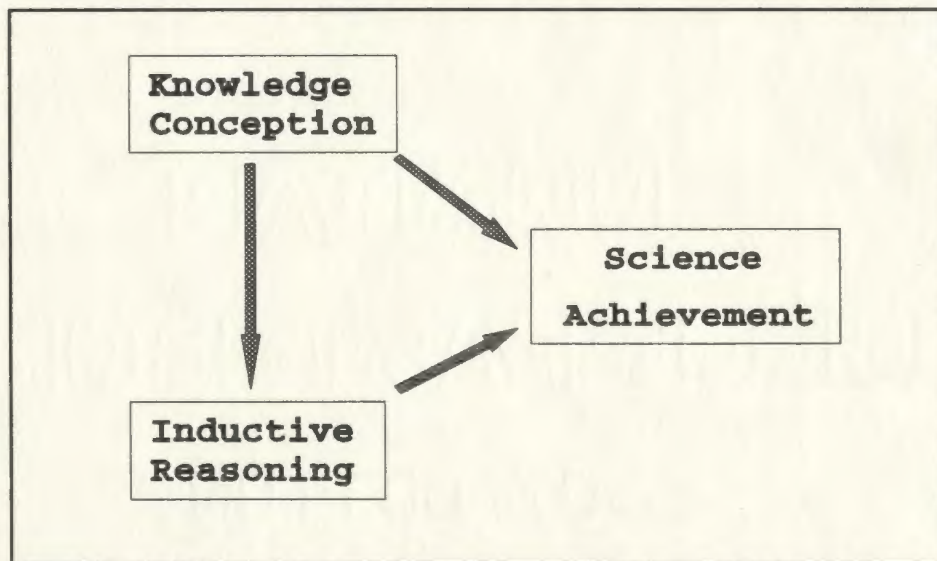 Knowledge
Conception
Science
Achievement
Inductive
Reasoning